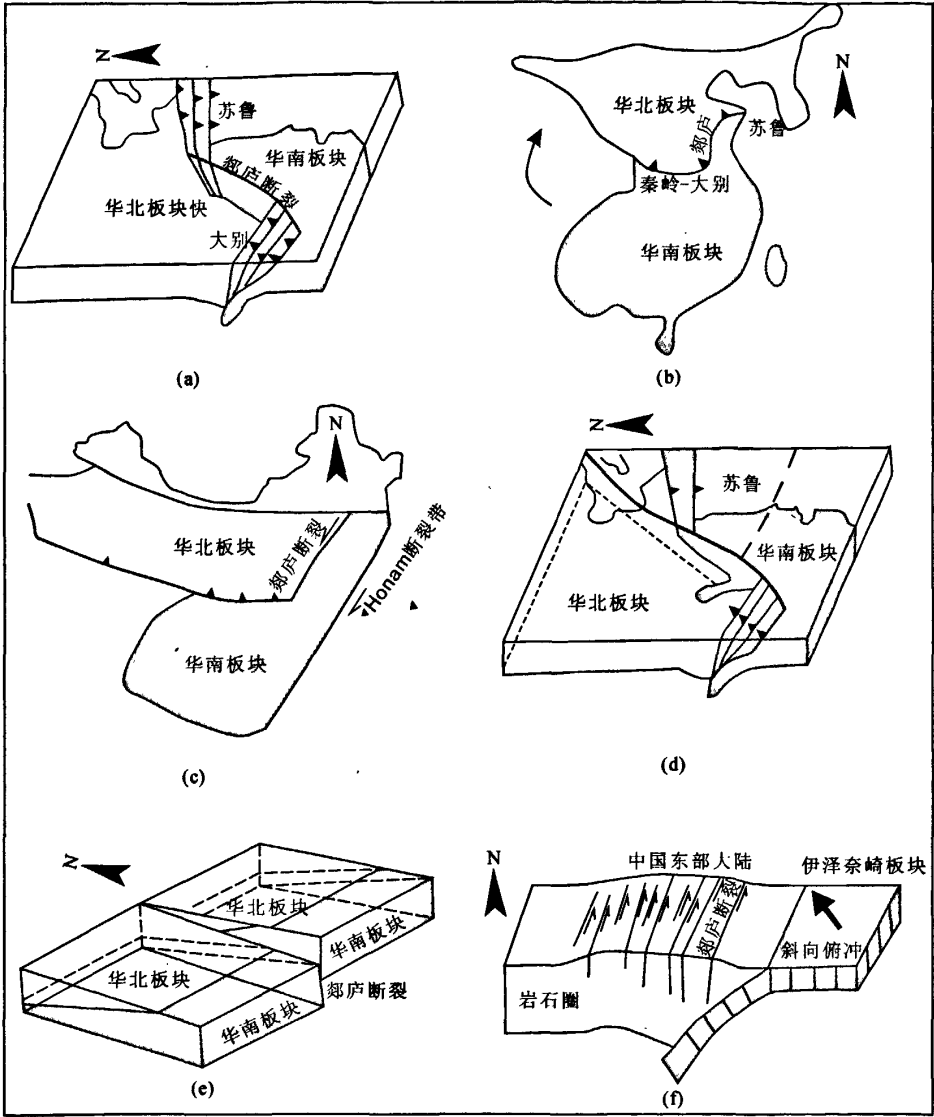 N
苏鲁
华南板块
郯庐断裂
华北板块快
大别
(a)
N
华北板块
郯庐
苏鲁
秦岭-大别
华南板块
(b)
N
华北板块
郯庐断裂
Honam断裂带
华南板块
(c)
N
苏鲁
华南板块
华北板块
(d)
N
华北板块
华南板块
华北板块
郯庐断裂
华南板块
(e)
N
中国东部大陆
伊泽奈崎板块
郯庐断裂
斜向俯冲
岩石圈
(f)